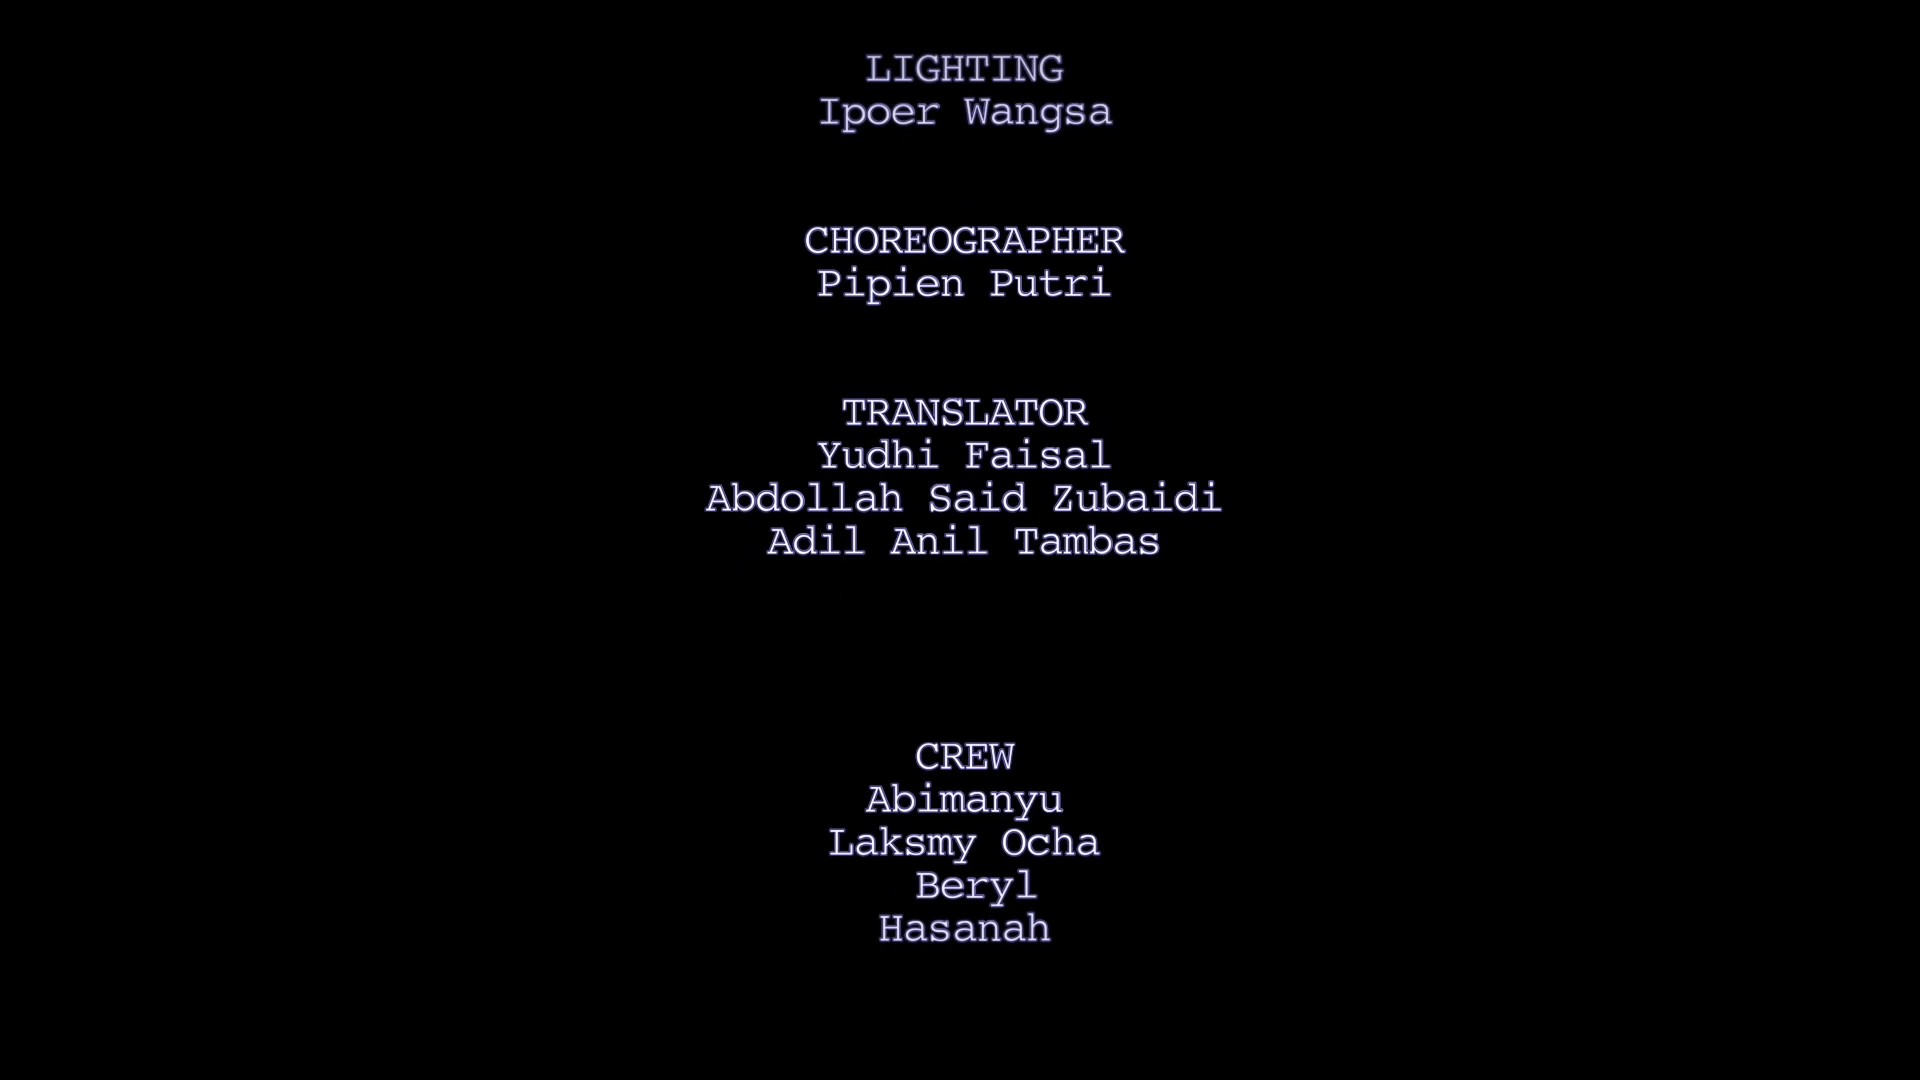 LIGHTING
Ipoer Wangsa
CHOREOGRAPHER
Pipien Putri
TRANSLATOR
Yudhi Faisal
Abdollah Said Zubaidi
Adil Anil Tambas
CREW
Abimanyu
Laksmy Ocha
Beryl
Hasanah